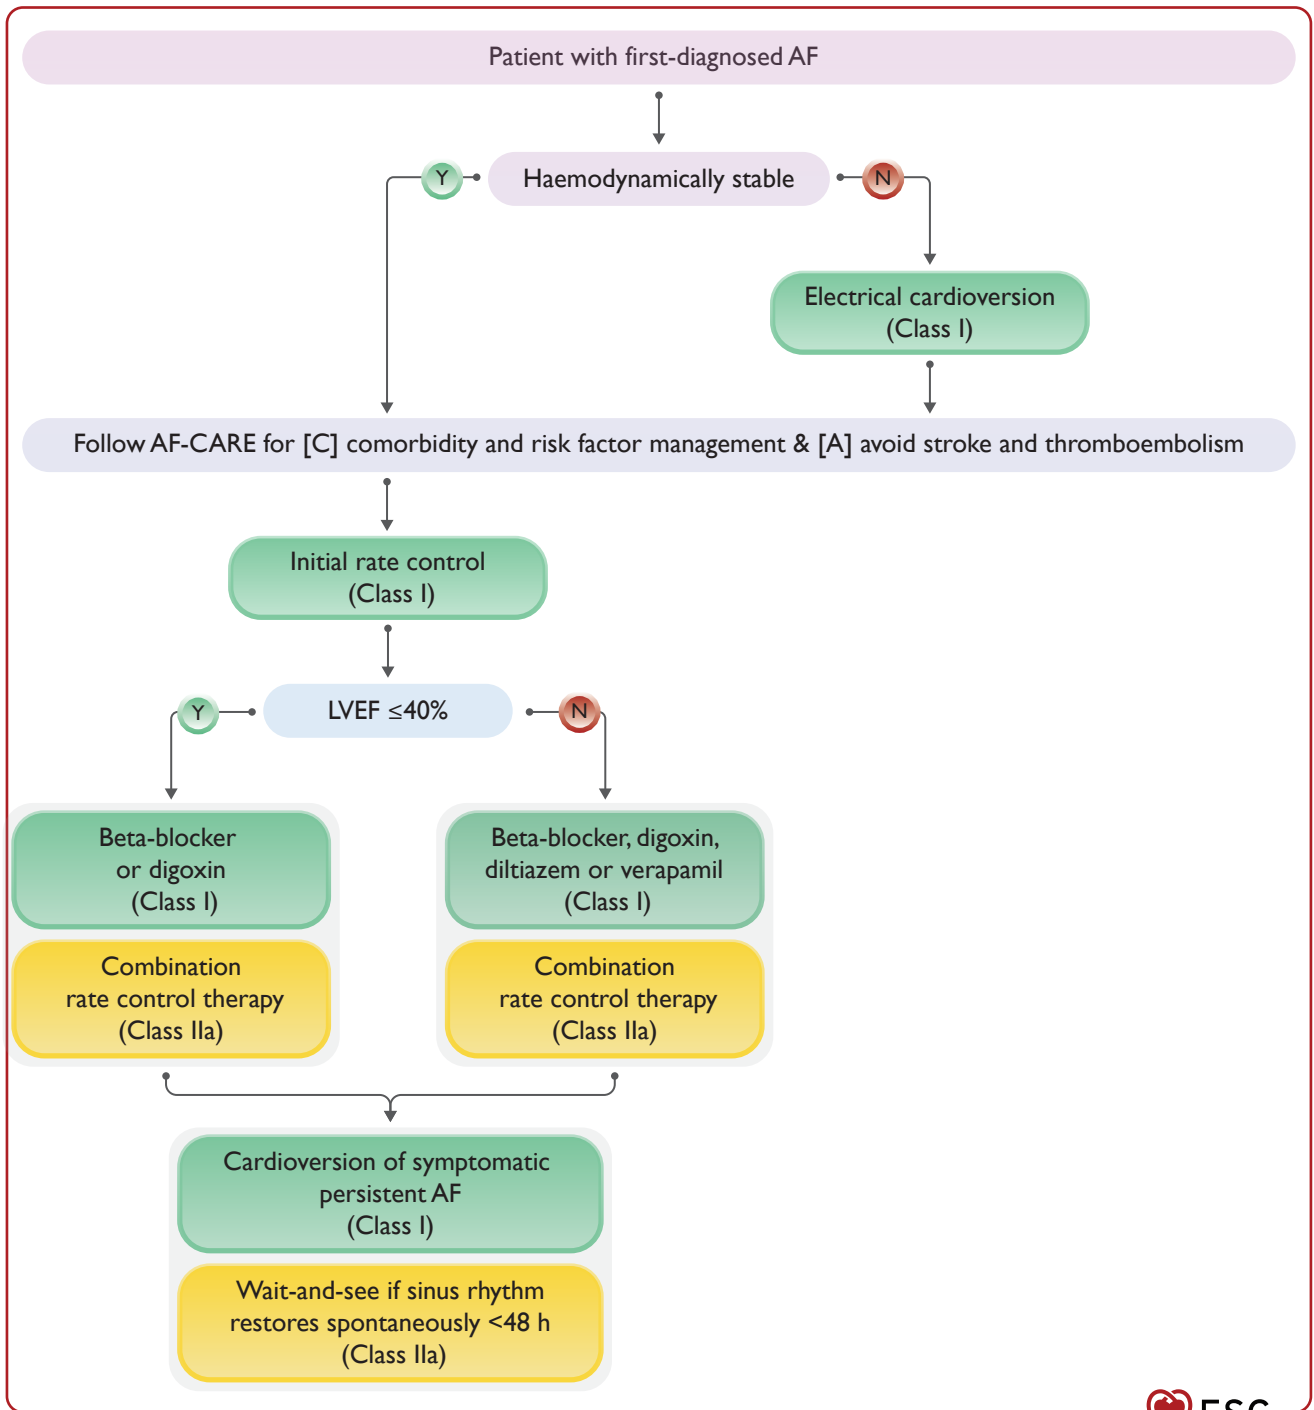 Patient with first-diagnosed AF
Y
Haemodynamically stable
N
Electrical cardioversion
(Class I)
Follow AF-CARE for [C] comorbidity and risk factor management & [A] avoid stroke and thromboembolism
Initial rate control
(Class I)
Y
LVEF ≤40%
N
Beta-blocker
or digoxin
(Class I)
Combination
rate control therapy
(Class IIa)
Beta-blocker, digoxin,
diltiazem or verapamil
(Class I)
Combination
rate control therapy
(Class IIa)
Cardioversion of symptomatic
persistent AF
(Class I)
Wait-and-see if sinus rhythm
restores spontaneously <48 h
(Class IIa)
ESC